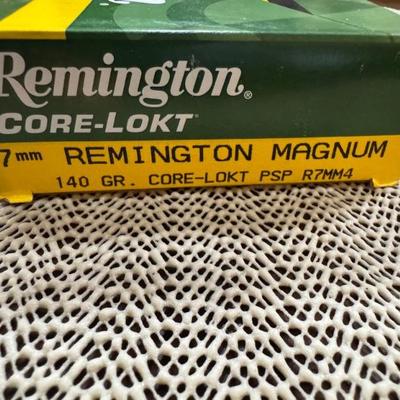 Remington®
CORE-LOKT
7mm REMINGTON MAGNUM
140 GR. CORE-LOKT PSP R7MM4